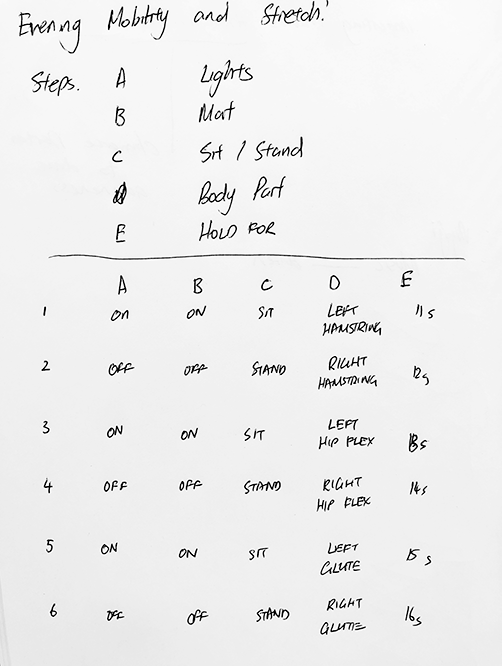 Evening Mobility and Stretch!
Steps. A Lights
B Mat
C Sit / Stand
D Body Part
E HOLD FOR
A B C D E
1 ON ON SIT LEFT HAMSTRING 11s
2 OFF OFF STAND RIGHT HAMSTRING 12s
3 ON ON SIT LEFT HIP FLEX 13s
4 OFF OFF STAND RIGHT HIP FLEX 14s
5 ON ON SIT LEFT GLUTE 15s
6 OFF OFF STAND RIGHT GLUTE 16s